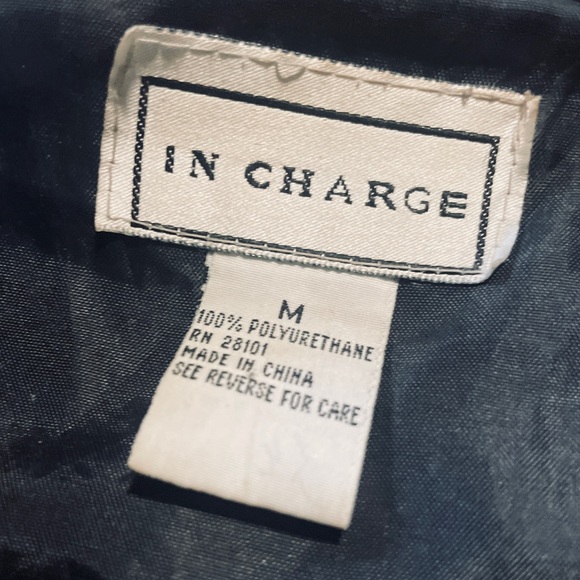 IN CHARGE
M
100% POLYURETHANE
RN 28101
MADE IN CHINA
SEE REVERSE FOR CARE